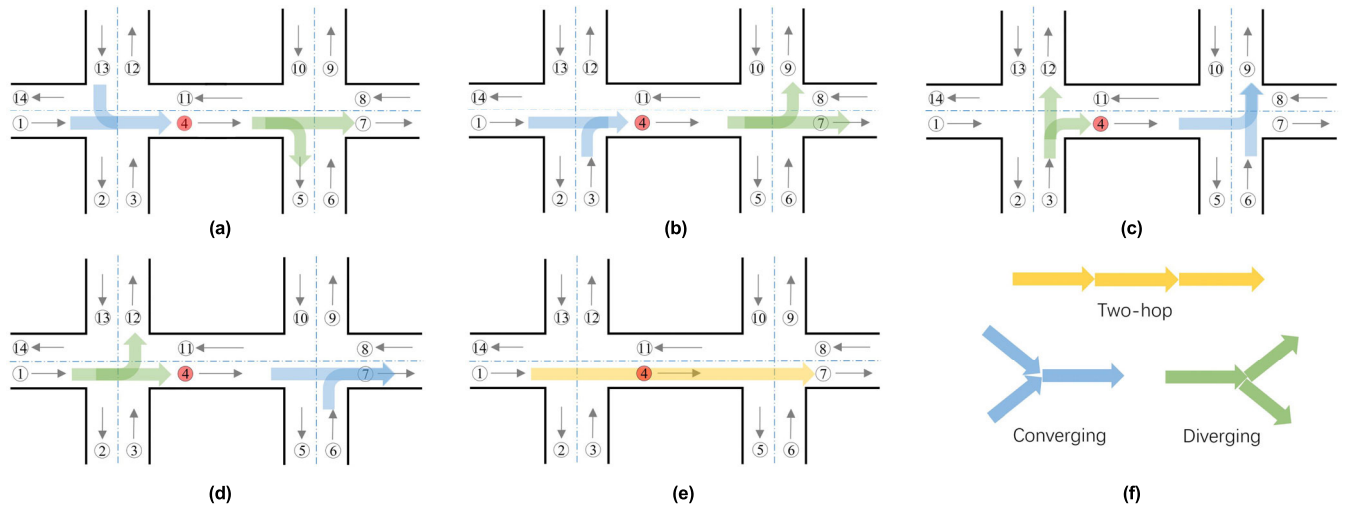 ⑬ ⑫ ⑩ ⑨
⑭ ⑪ ⑧
① ④ ⑦
② ③ ⑤ ⑥
(a)
⑬ ⑫ ⑩ ⑨
⑭ ⑪ ⑧
① ④ ⑦
② ③ ⑤ ⑥
(b)
⑬ ⑫ ⑩ ⑨
⑭ ⑪ ⑧
① ④ ⑦
② ③ ⑤ ⑥
(c)
⑬ ⑫ ⑩ ⑨
⑭ ⑪ ⑧
① ④ ⑦
② ③ ⑤ ⑥
(d)
⑬ ⑫ ⑩ ⑨
⑭ ⑪ ⑧
① ④ ⑦
② ③ ⑤ ⑥
(e)
Two-hop
Converging Diverging
(f)